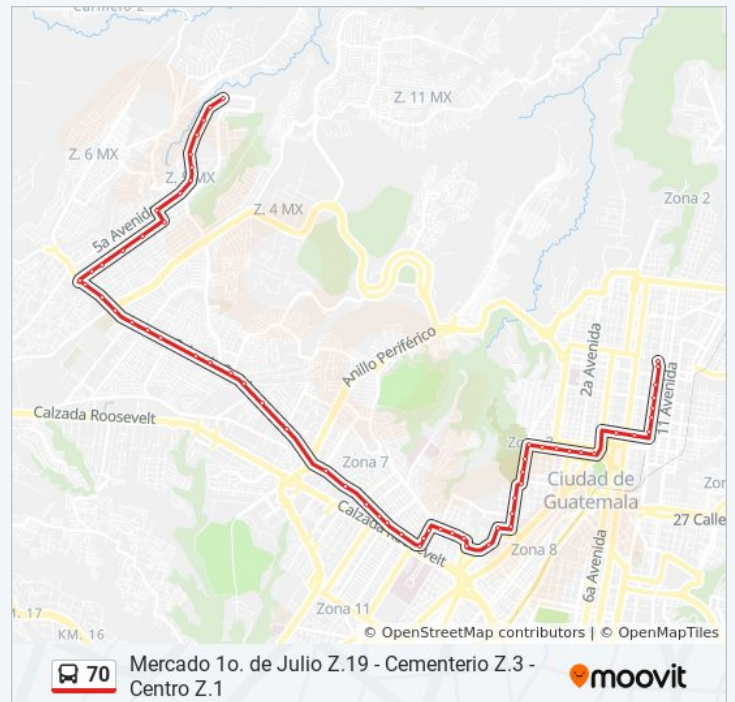 Z. 11 MX
Z. 6 MX
Zona 2
Z. 4 MX
5a Avenida
Anillo Periférico
2a Avenida
11 Avenida
Calzada Roosevelt
Zona 7
Ciudad de
Guatemala
27 Calle
Calzada Roosevelt
Zona 8
6a Avenida
Zona 11
KM. 16
© OpenStreetMap contributors | © OpenMapTiles
70
Mercado 1o. de Julio Z.19 - Cementerio Z.3 -
Centro Z.1
moovit